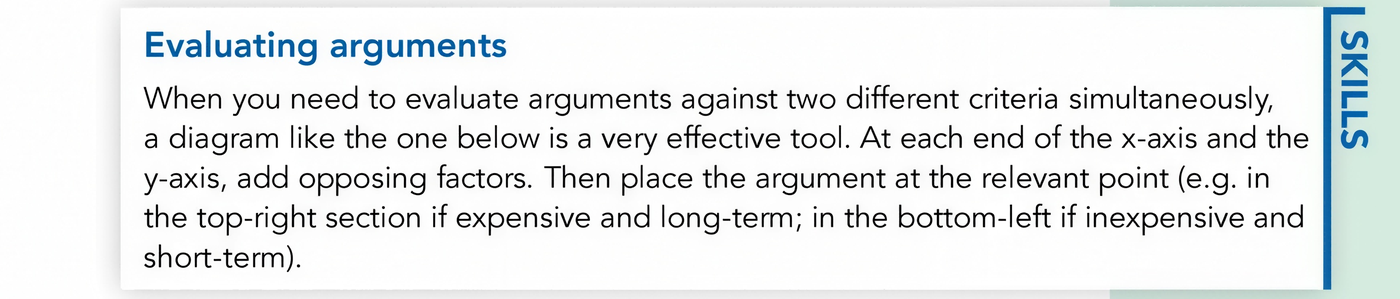 Evaluating arguments
When you need to evaluate arguments against two different criteria simultaneously,
a diagram like the one below is a very effective tool. At each end of the x-axis and the
y-axis, add opposing factors. Then place the argument at the relevant point (e.g. in
the top-right section if expensive and long-term; in the bottom-left if inexpensive and
short-term).
SKILLS